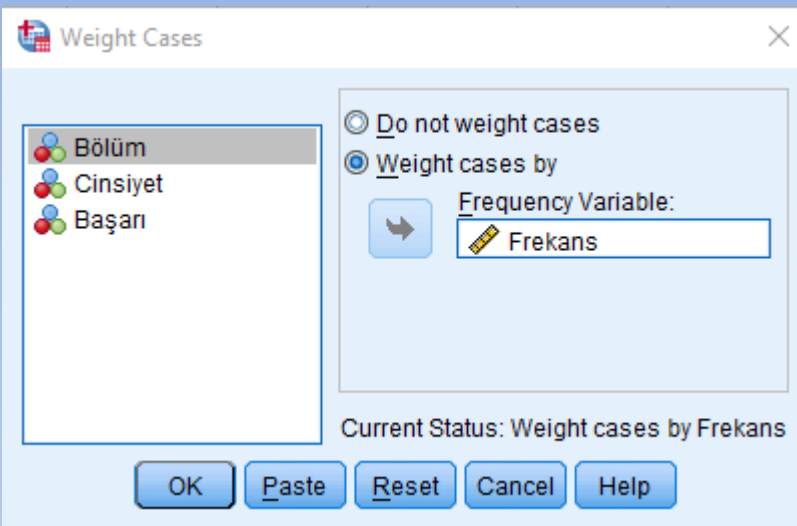 Weight Cases
Bölüm
Cinsiyet
Başarı
Do not weight cases
Weight cases by
Frequency Variable:
Frekans
Current Status: Weight cases by Frekans
OK Paste Reset Cancel Help